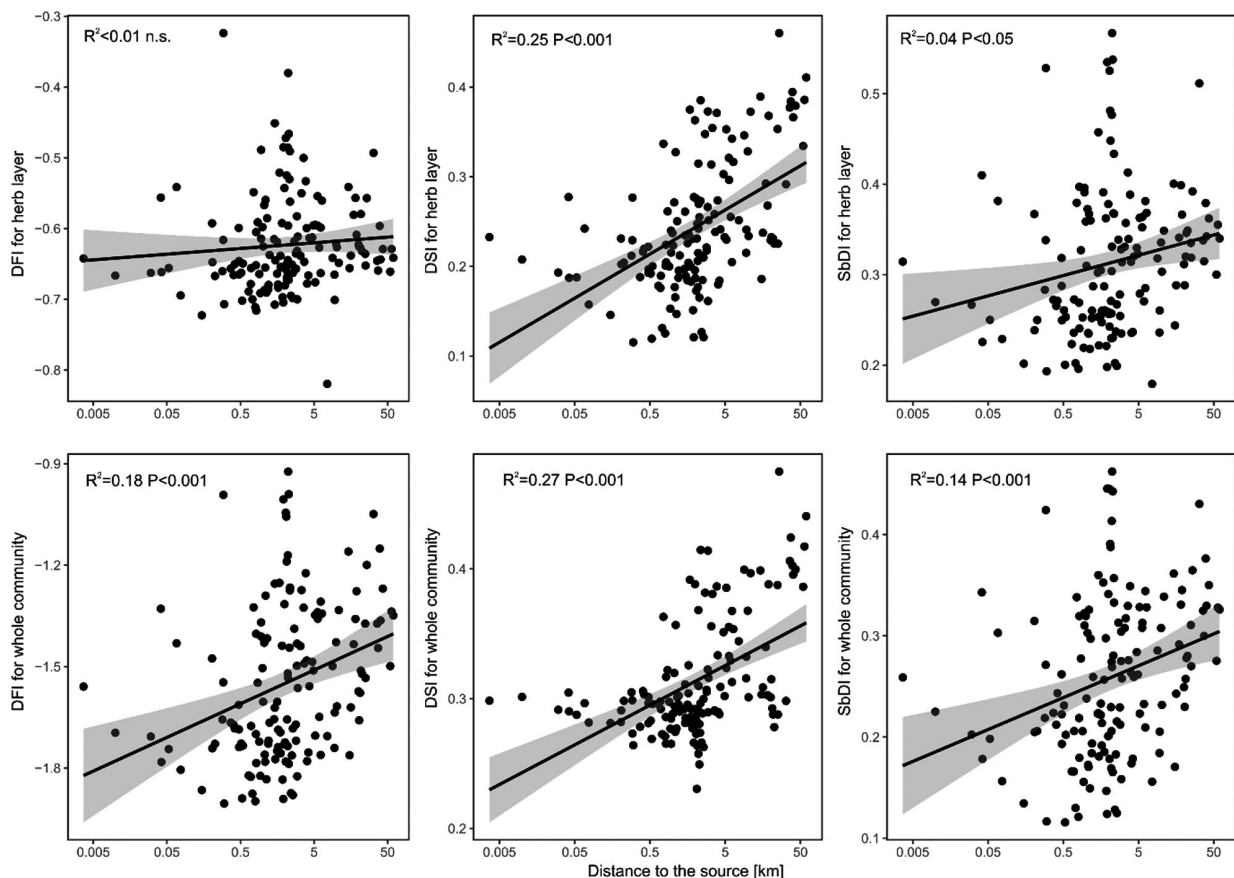 R²<0.01 n.s.
−0.3
−0.4
−0.5
−0.6
−0.7
−0.8
DFI for herb layer
0.005 0.05 0.5 5 50
R²=0.25 P<0.001
0.4
0.3
0.2
0.1
DSI for herb layer
0.005 0.05 0.5 5 50
R²=0.04 P<0.05
0.5
0.4
0.3
0.2
SbDI for herb layer
0.005 0.05 0.5 5 50
R²=0.18 P<0.001
−0.9
−1.2
−1.5
−1.8
DFI for whole community
0.005 0.05 0.5 5 50
R²=0.27 P<0.001
0.4
0.3
0.2
DSI for whole community
0.005 0.05 0.5 5 50
R²=0.14 P<0.001
0.4
0.3
0.2
0.1
SbDI for whole community
0.005 0.05 0.5 5 50
Distance to the source [km]